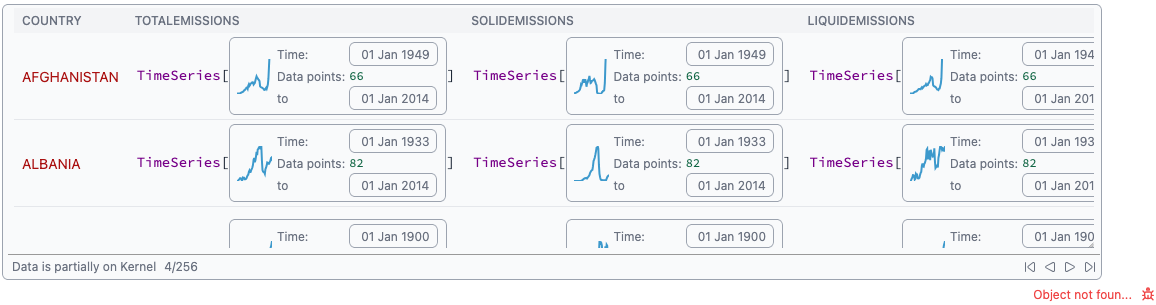 COUNTRY TOTALEMISSIONS SOLIDEMISSIONS LIQUIDEMISSIONS
Time: 01 Jan 1949 Time: 01 Jan 1949 Time: 01 Jan 194
AFGHANISTAN TimeSeries[ Data points: 66 ] TimeSeries[ Data points: 66 ] TimeSeries[ Data points: 66
to 01 Jan 2014 to 01 Jan 2014 to 01 Jan 201
Time: 01 Jan 1933 Time: 01 Jan 1933 Time: 01 Jan 193
ALBANIA TimeSeries[ Data points: 82 ] TimeSeries[ Data points: 82 ] TimeSeries[ Data points: 82
to 01 Jan 2014 to 01 Jan 2014 to 01 Jan 201
Time: 01 Jan 1900 Time: 01 Jan 1900 Time: 01 Jan 190
Data is partially on Kernel 4/256
Object not foun...